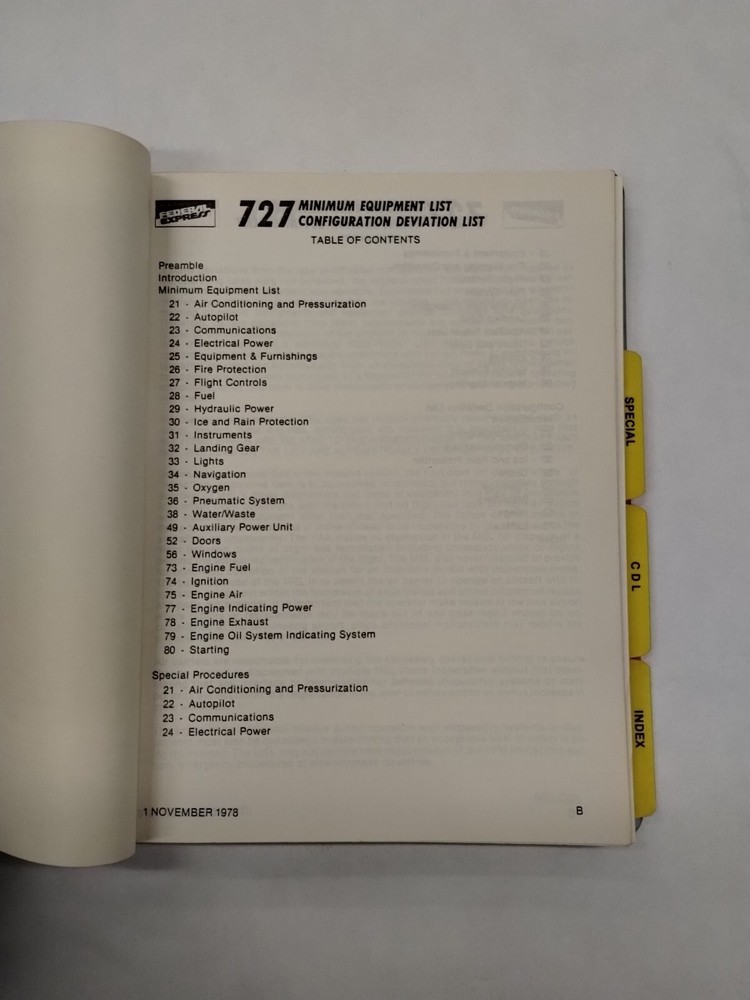 FEDERAL
EXPRESS
727 MINIMUM EQUIPMENT LIST
CONFIGURATION DEVIATION LIST
TABLE OF CONTENTS
Preamble
Introduction
Minimum Equipment List
21 - Air Conditioning and Pressurization
22 - Autopilot
23 - Communications
24 - Electrical Power
25 - Equipment & Furnishings
26 - Fire Protection
27 - Flight Controls
28 - Fuel
29 - Hydraulic Power
30 - Ice and Rain Protection
31 - Instruments
32 - Landing Gear
33 - Lights
34 - Navigation
35 - Oxygen
36 - Pneumatic System
38 - Water/Waste
49 - Auxiliary Power Unit
52 - Doors
56 - Windows
73 - Engine Fuel
74 - Ignition
75 - Engine Air
77 - Engine Indicating Power
78 - Engine Exhaust
79 - Engine Oil System Indicating System
80 - Starting
Special Procedures
21 - Air Conditioning and Pressurization
22 - Autopilot
23 - Communications
24 - Electrical Power
1 NOVEMBER 1978
B
SPECIAL
CDL
INDEX